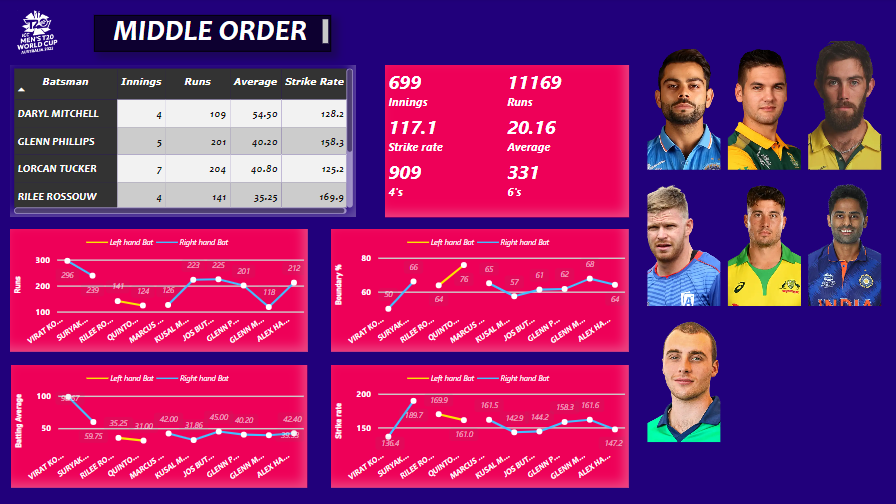 ICC
MEN'S T20
WORLD CUP
AUSTRALIA 2022
MIDDLE ORDER
Batsman Innings Runs Average Strike Rate
DARYL MITCHELL 4 109 54.50 128.2
GLENN PHILLIPS 5 201 40.20 158.3
LORCAN TUCKER 7 204 40.80 125.2
RILEE ROSSOUW 4 141 35.25 169.9
699 11169
Innings Runs
117.1 20.16
Strike rate Average
909 331
4's 6's
Left hand Bat Right hand Bat
Runs
300
200
100
296 239 141 124 126 223 225 201 118 212
VIRAT KO... SURYAK... RILEE RO... QUINTO... MARCUS ... KUSAL M... JOS BUT... GLENN P... GLENN M... ALEX HA...
Left hand Bat Right hand Bat
Boundary %
80
60
50 66 64 76 65 57 61 62 68 64
VIRAT KO... SURYAK... RILEE RO... QUINTO... MARCUS ... KUSAL M... JOS BUT... GLENN P... GLENN M... ALEX HA...
Left hand Bat Right hand Bat
Batting Average
100
50
59.75 35.25 31.00 42.00 31.86 45.00 40.20 42.40
VIRAT KO... SURYAK... RILEE RO... QUINTO... MARCUS ... KUSAL M... JOS BUT... GLENN P... GLENN M... ALEX HA...
Left hand Bat Right hand Bat
Strike rate
200
150
136.4 189.7 169.9 161.0 161.5 142.9 144.2 158.3 161.6 147.2
VIRAT KO... SURYAK... RILEE RO... QUINTO... MARCUS ... KUSAL M... JOS BUT... GLENN P... GLENN M... ALEX HA...
INDIA